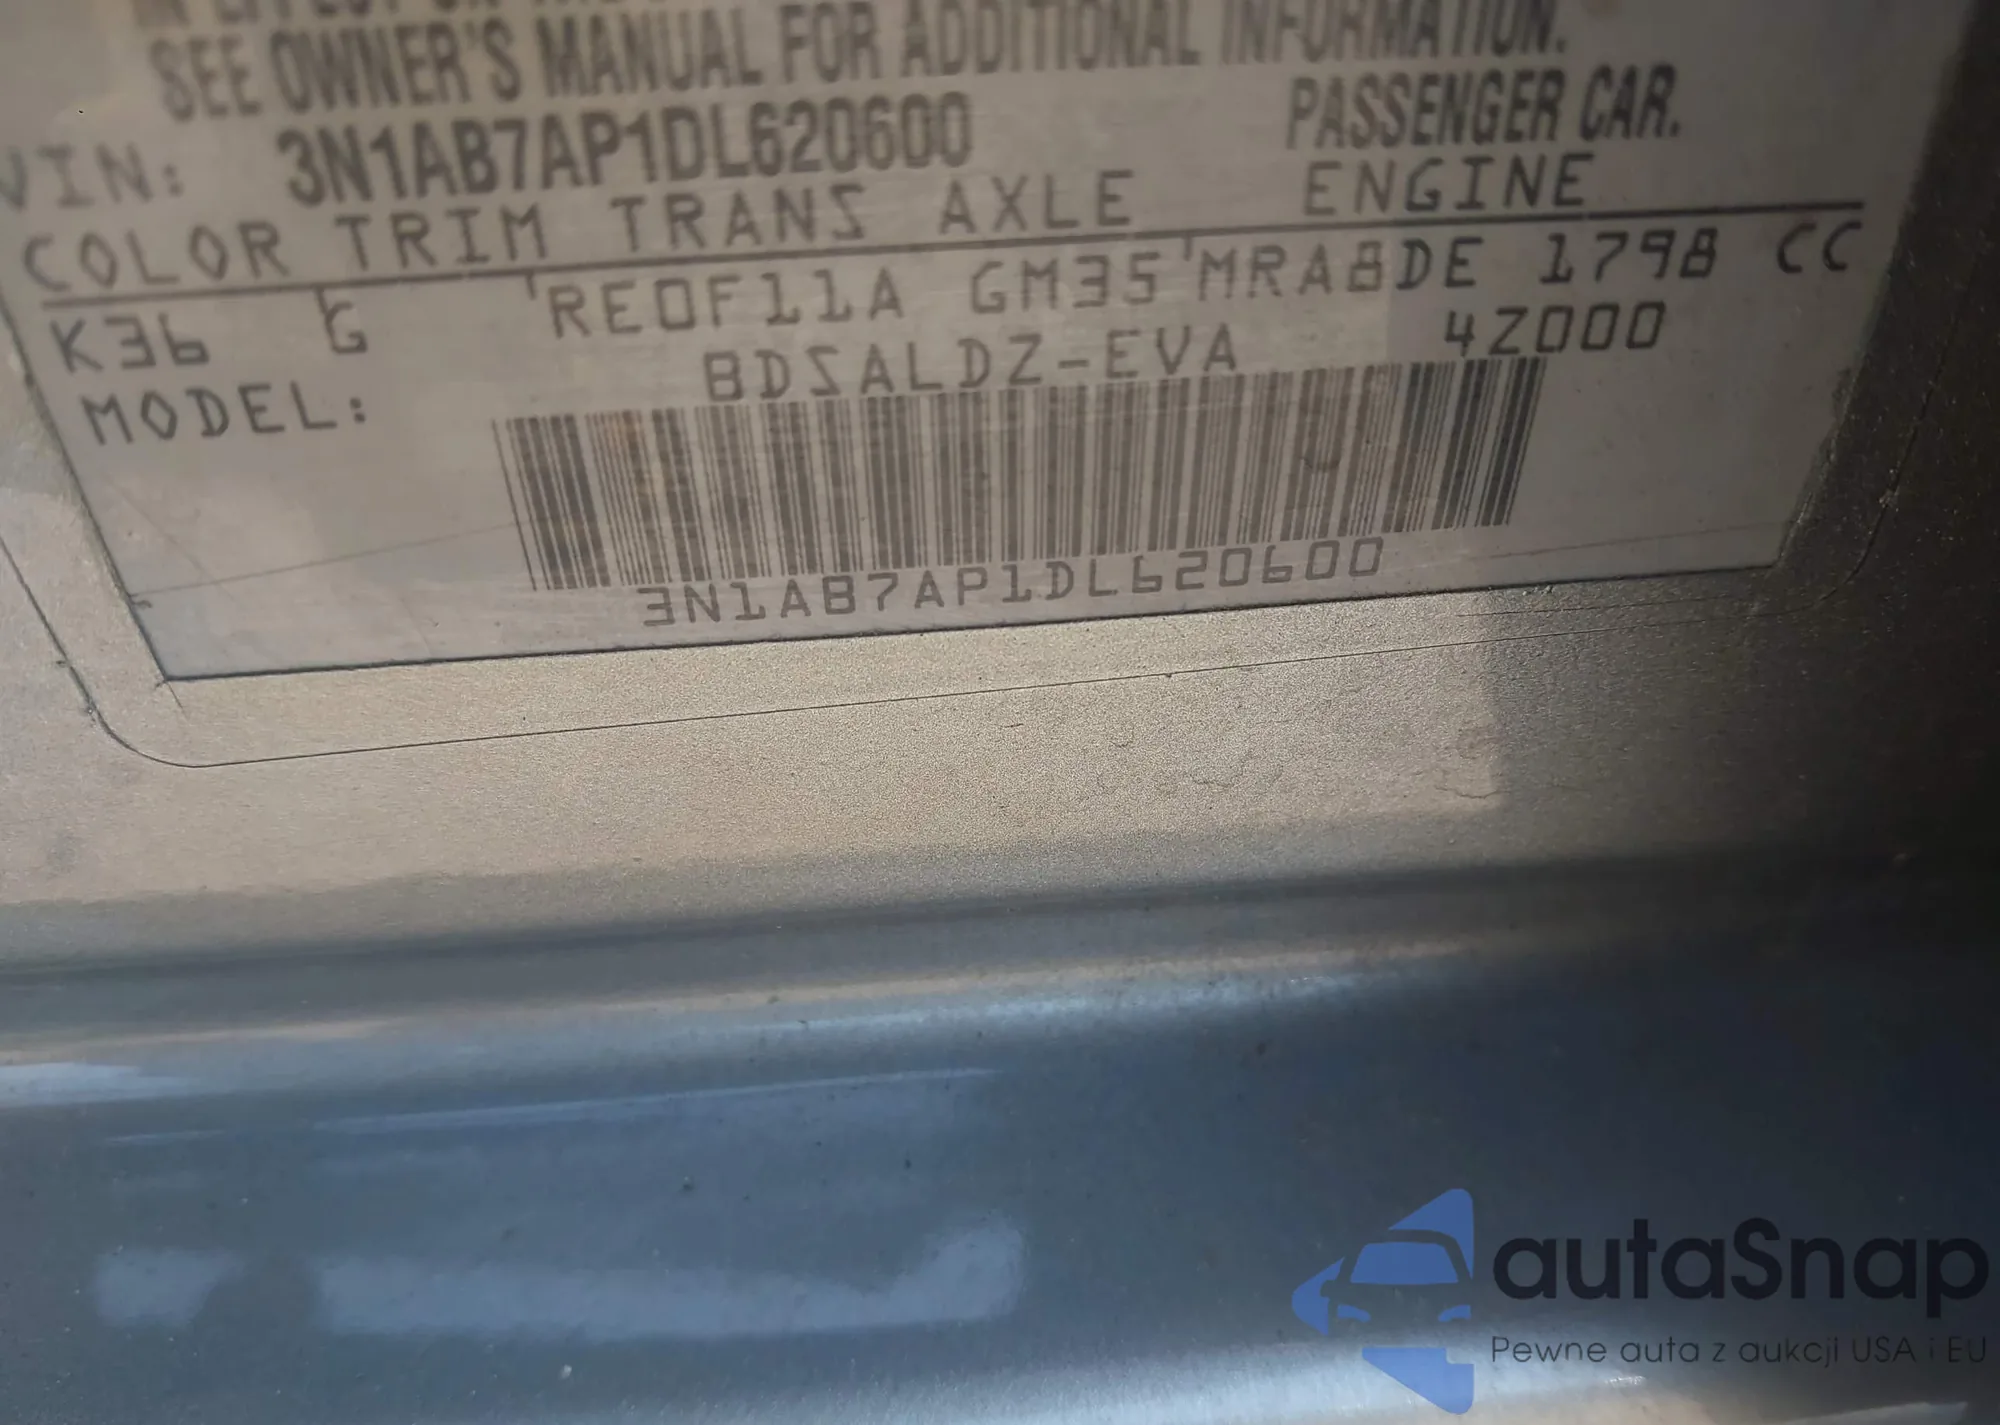 SEE OWNER'S MANUAL FOR ADDITIONAL INFORMATION.
VIN: 3N1AB7AP1DL620600 PASSENGER CAR.
COLOR TRIM TRANS AXLE ENGINE
K36 G RE0F11A GM35 MRA8DE 1798 CC
MODEL: BDSALDZ-EVA 4Z000
3N1AB7AP1DL620600
autaSnap
Pewne auta z aukcji USA i EU